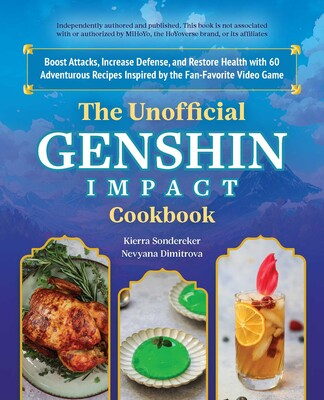 Independently authored and published. This book is not associated
with or authorized by MiHoYo, the HoYoverse brand, or its affiliates
Boost Attacks, Increase Defense, and Restore Health with 60
Adventurous Recipes Inspired by the Fan-Favorite Video Game
The Unofficial
GENSHIN
IMPACT
Cookbook
Kierra Sondereker
Nevyana Dimitrova